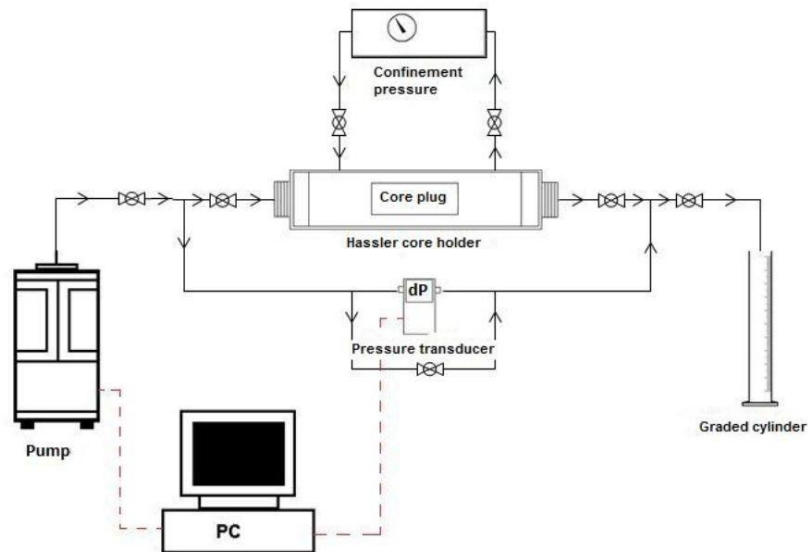 Confinement
pressure
Core plug
Hassler core holder
dP
Pressure transducer
Graded cylinder
Pump
PC